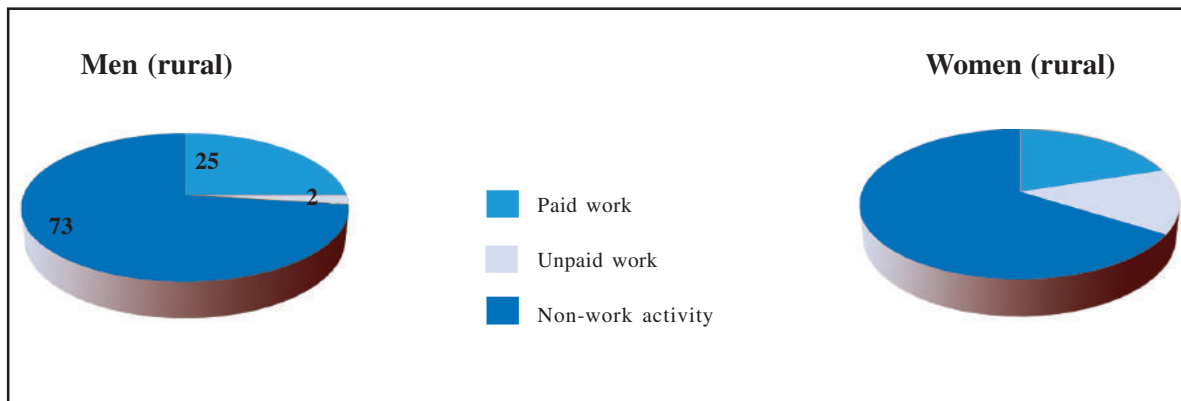 Men (rural)
Women (rural)
25
2
73
Paid work
Unpaid work
Non-work activity